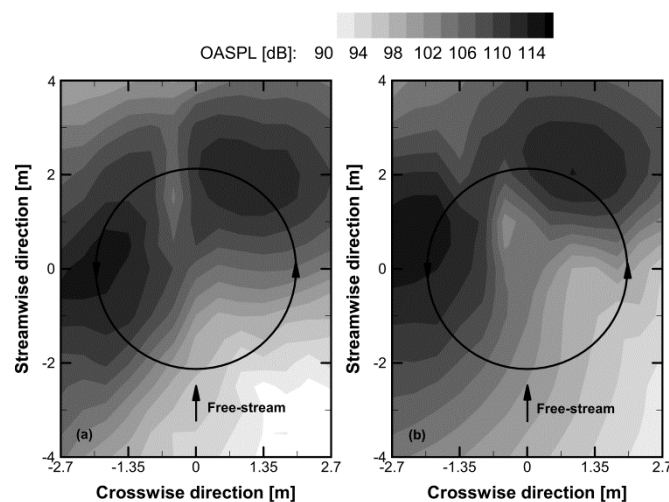 OASPL [dB]: 90 94 98 102 106 110 114
Streamwise direction [m]
4
2
0
-2
-4
(a)
Free-stream
-2.7 -1.35 0 1.35 2.7
Crosswise direction [m]
Streamwise direction [m]
4
2
0
-2
-4
(b)
Free-stream
-2.7 -1.35 0 1.35 2.7
Crosswise direction [m]